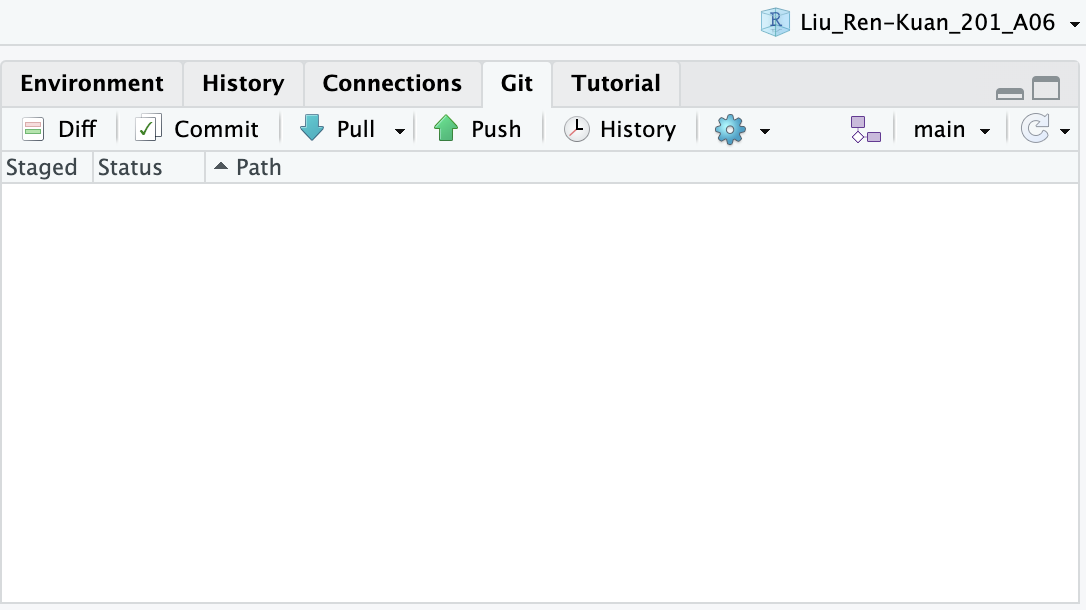 Liu_Ren-Kuan_201_A06
Environment History Connections Git Tutorial
Diff Commit Pull Push History main
Staged Status Path